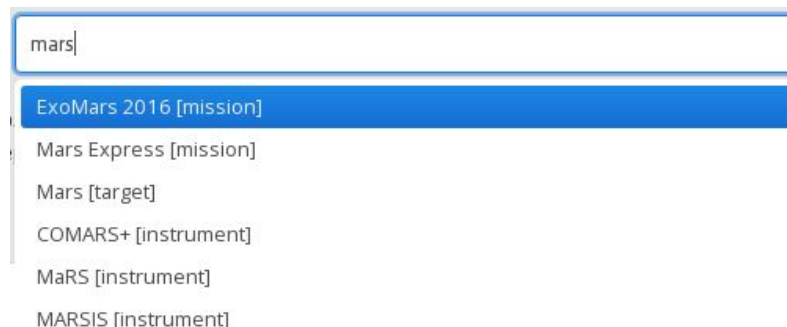 mars
ExoMars 2016 [mission]
Mars Express [mission]
Mars [target]
COMARS+ [instrument]
MaRS [instrument]
MARSIS [instrument]